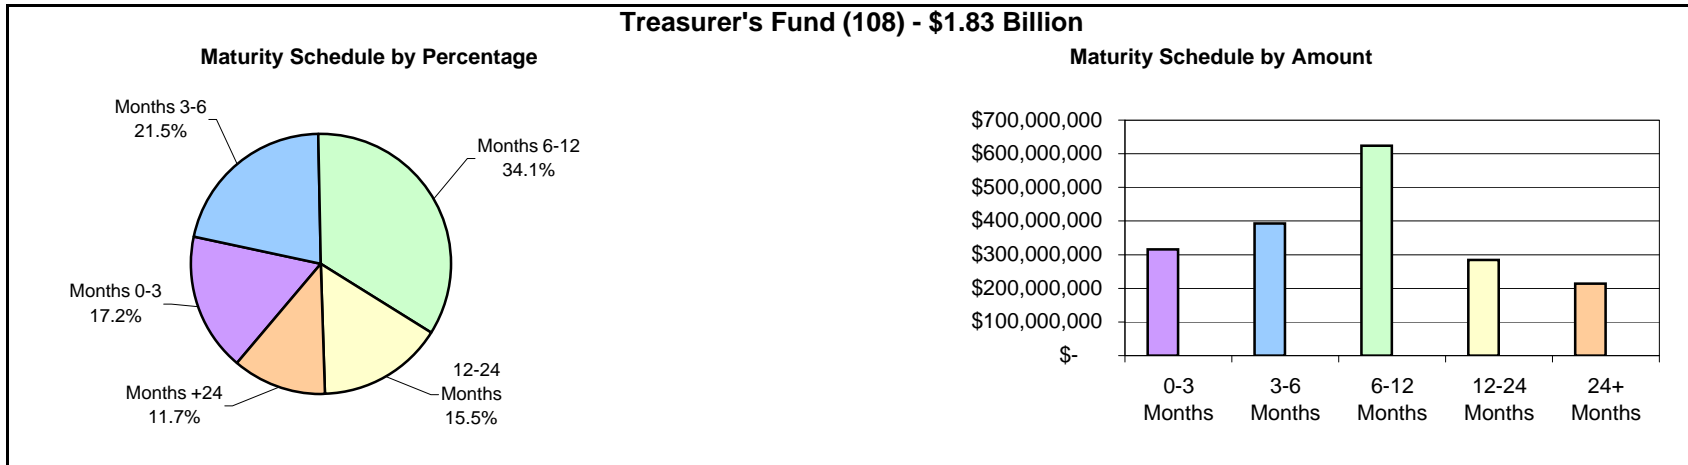 Treasurer's Fund (108) - $1.83 Billion
Maturity Schedule by Percentage
Months 3-6
21.5%
Months 6-12
34.1%
Months 0-3
17.2%
Months +24
11.7%
12-24
Months
15.5%
Maturity Schedule by Amount
$700,000,000
$600,000,000
$500,000,000
$400,000,000
$300,000,000
$200,000,000
$100,000,000
$-
0-3
Months
3-6
Months
6-12
Months
12-24
Months
24+
Months